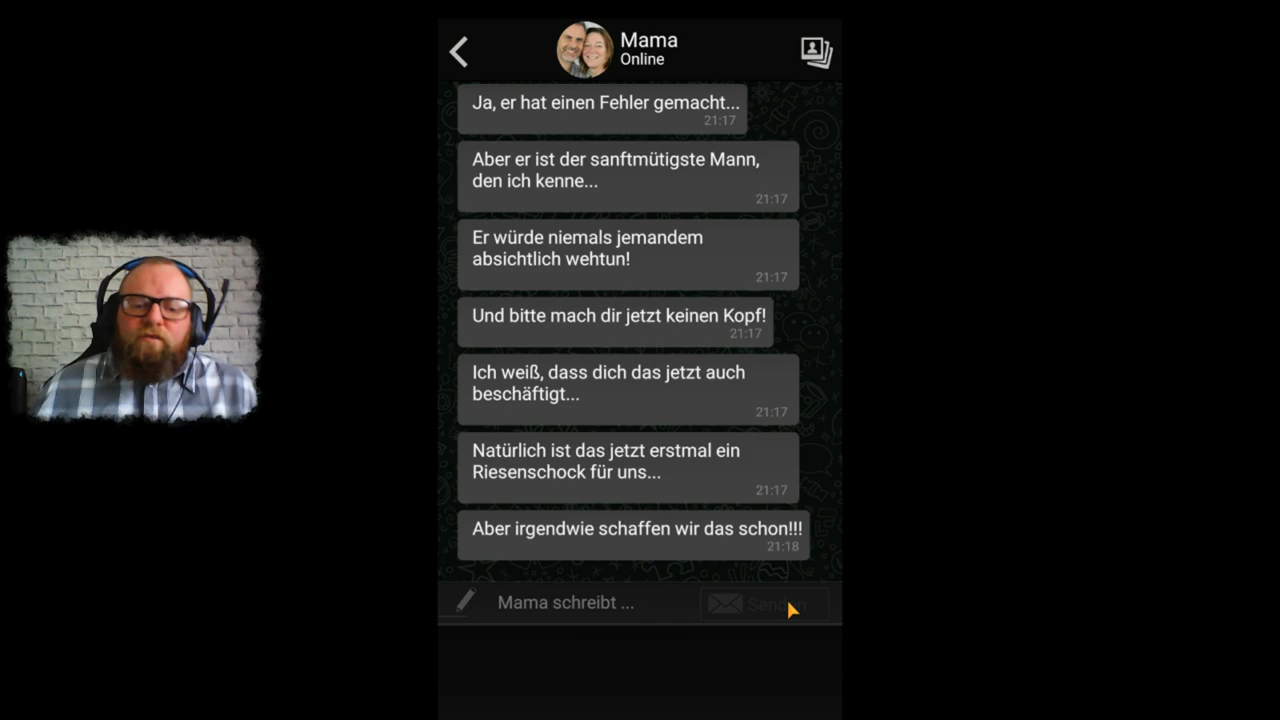 Mama
Online
Ja, er hat einen Fehler gemacht...
21:17
Aber er ist der sanftmütigste Mann,
den ich kenne...
21:17
Er würde niemals jemandem
absichtlich wehtun!
21:17
Und bitte mach dir jetzt keinen Kopf!
21:17
Ich weiß, dass dich das jetzt auch
beschäftigt...
21:17
Natürlich ist das jetzt erstmal ein
Riesenschock für uns...
21:17
Aber irgendwie schaffen wir das schon!!!
21:18
Mama schreibt ...
Senden